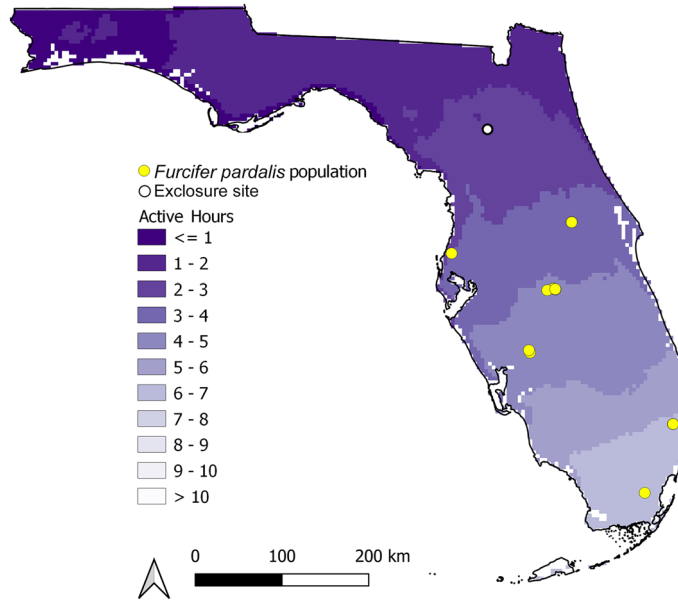 Furcifer pardalis population
Exclosure site
Active Hours
<= 1
1 - 2
2 - 3
3 - 4
4 - 5
5 - 6
6 - 7
7 - 8
8 - 9
9 - 10
> 10
0 100 200 km